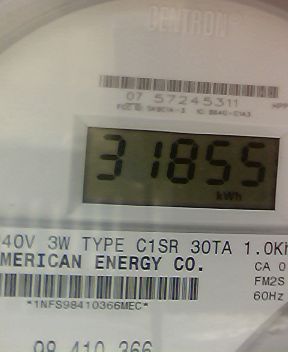 CENTRON®
07 57245311
31855
kWh
40V 3W TYPE C1SR 30TA 1.0Kh
MERICAN ENERGY CO.
CA 0
FM2S
60Hz
*1NFS98410366MEC*
98 410 366